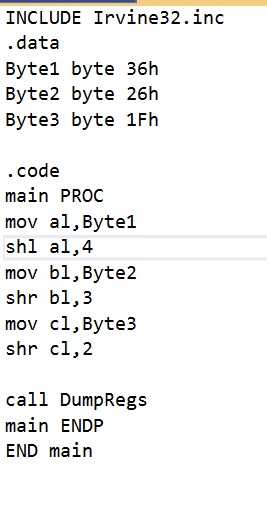 INCLUDE Irvine32.inc
.data
Byte1 byte 36h
Byte2 byte 26h
Byte3 byte 1Fh
.code
main PROC
mov al,Byte1
shl al,4
mov bl,Byte2
shr bl,3
mov cl,Byte3
shr cl,2
call DumpRegs
main ENDP
END main